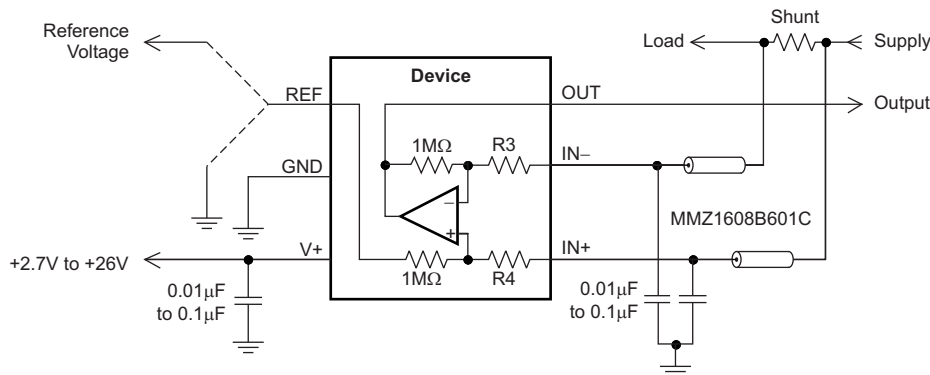 Reference
Voltage
Shunt
Load
Supply
Device
REF
OUT
Output
1MΩ
R3
IN−
GND
−
MMZ1608B601C
+
+2.7V to +26V
V+
IN+
1MΩ
R4
0.01μF
to 0.1μF
0.01μF
to 0.1μF